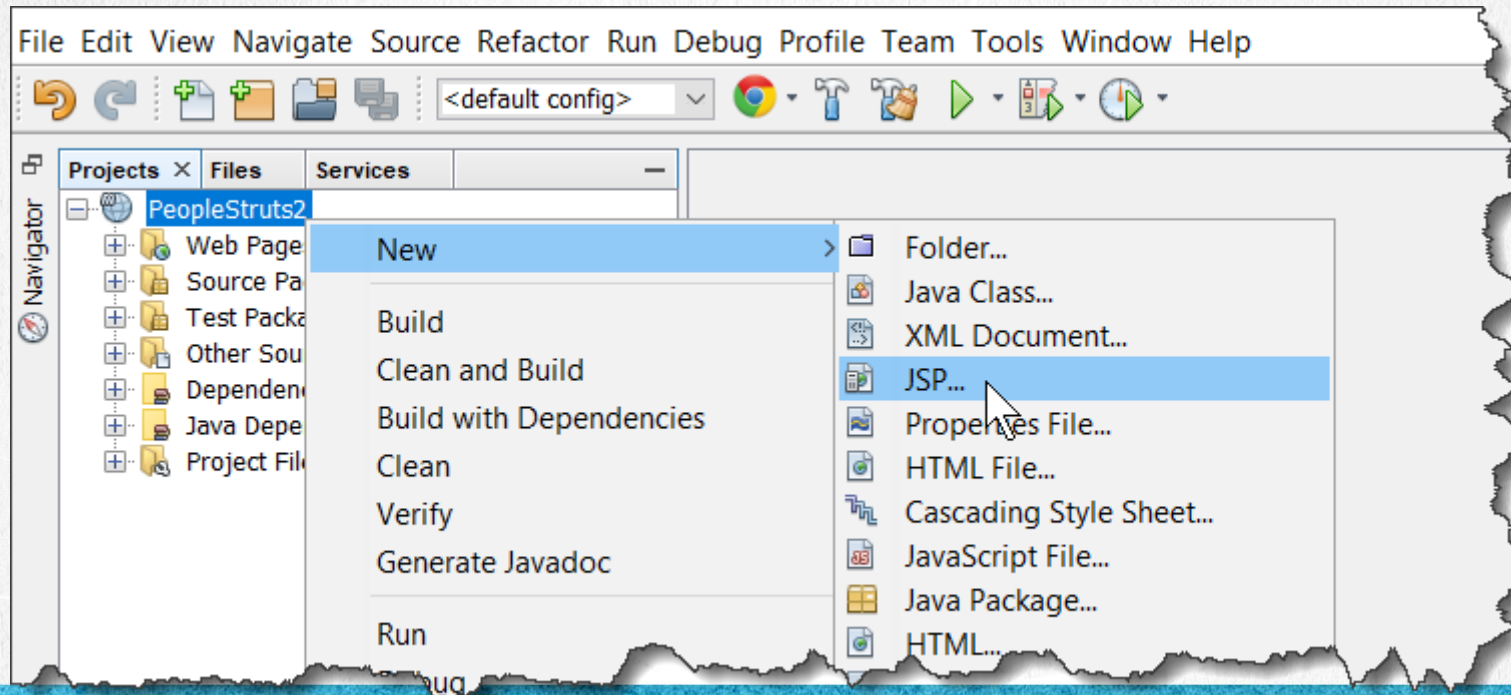 File Edit View Navigate Source Refactor Run Debug Profile Team Tools Window Help
<default config>
Projects Files Services
Navigator
PeopleStruts2
Web Page
Source Pa
Test Packa
Other Sou
Dependen
Java Depe
Project File
New
Build
Clean and Build
Build with Dependencies
Clean
Verify
Generate Javadoc
Run
Folder...
Java Class...
XML Document...
JSP...
Properties File...
HTML File...
Cascading Style Sheet...
JavaScript File...
Java Package...
HTML...